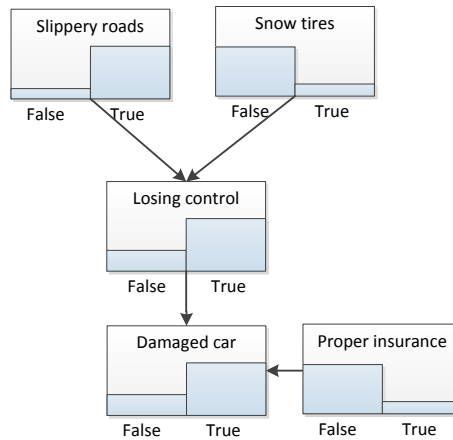 Slippery roads
Snow tires
False True
False True
Losing control
False True
Damaged car
Proper insurance
False True
False True